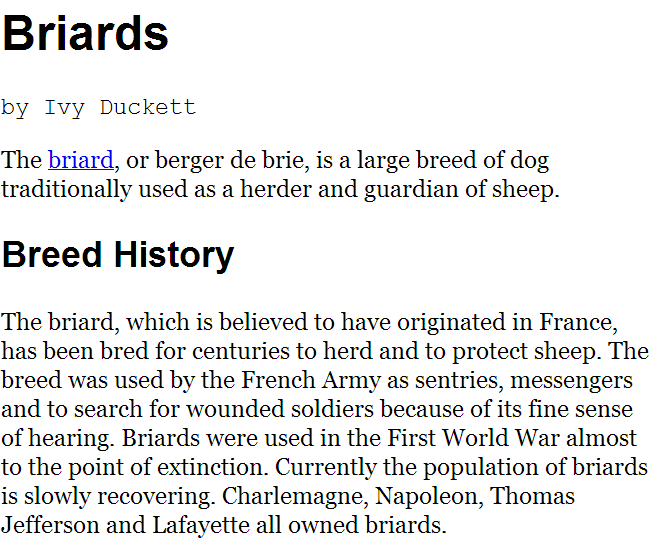 Briards
by Ivy Duckett
The briard, or berger de brie, is a large breed of dog
traditionally used as a herder and guardian of sheep.
Breed History
The briard, which is believed to have originated in France,
has been bred for centuries to herd and to protect sheep. The
breed was used by the French Army as sentries, messengers
and to search for wounded soldiers because of its fine sense
of hearing. Briards were used in the First World War almost
to the point of extinction. Currently the population of briards
is slowly recovering. Charlemagne, Napoleon, Thomas
Jefferson and Lafayette all owned briards.